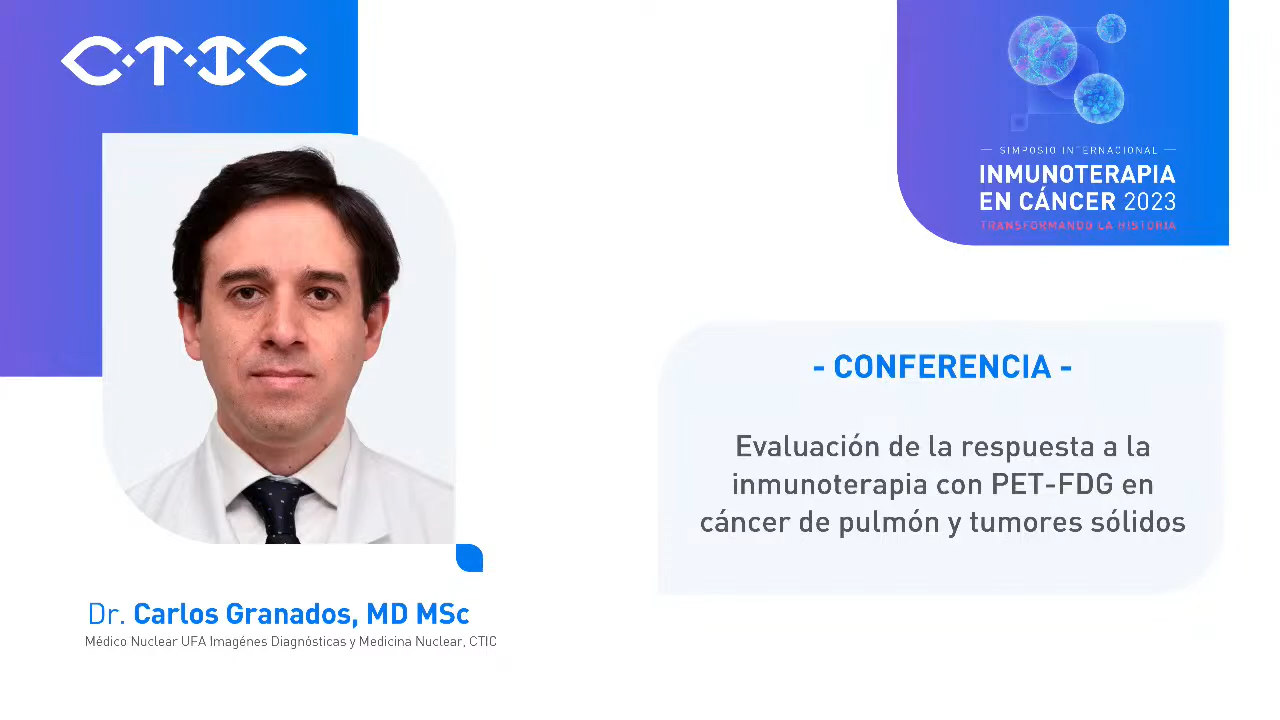 C·T·IC
SIMPOSIO INTERNACIONAL
INMUNOTERAPIA
EN CÁNCER 2023
TRANSFORMANDO LA HISTORIA
- CONFERENCIA -
Evaluación de la respuesta a la
inmunoterapia con PET-FDG en
cáncer de pulmón y tumores sólidos
Dr. Carlos Granados, MD MSc
Médico Nuclear UFA Imagénes Diagnósticas y Medicina Nuclear, CTIC